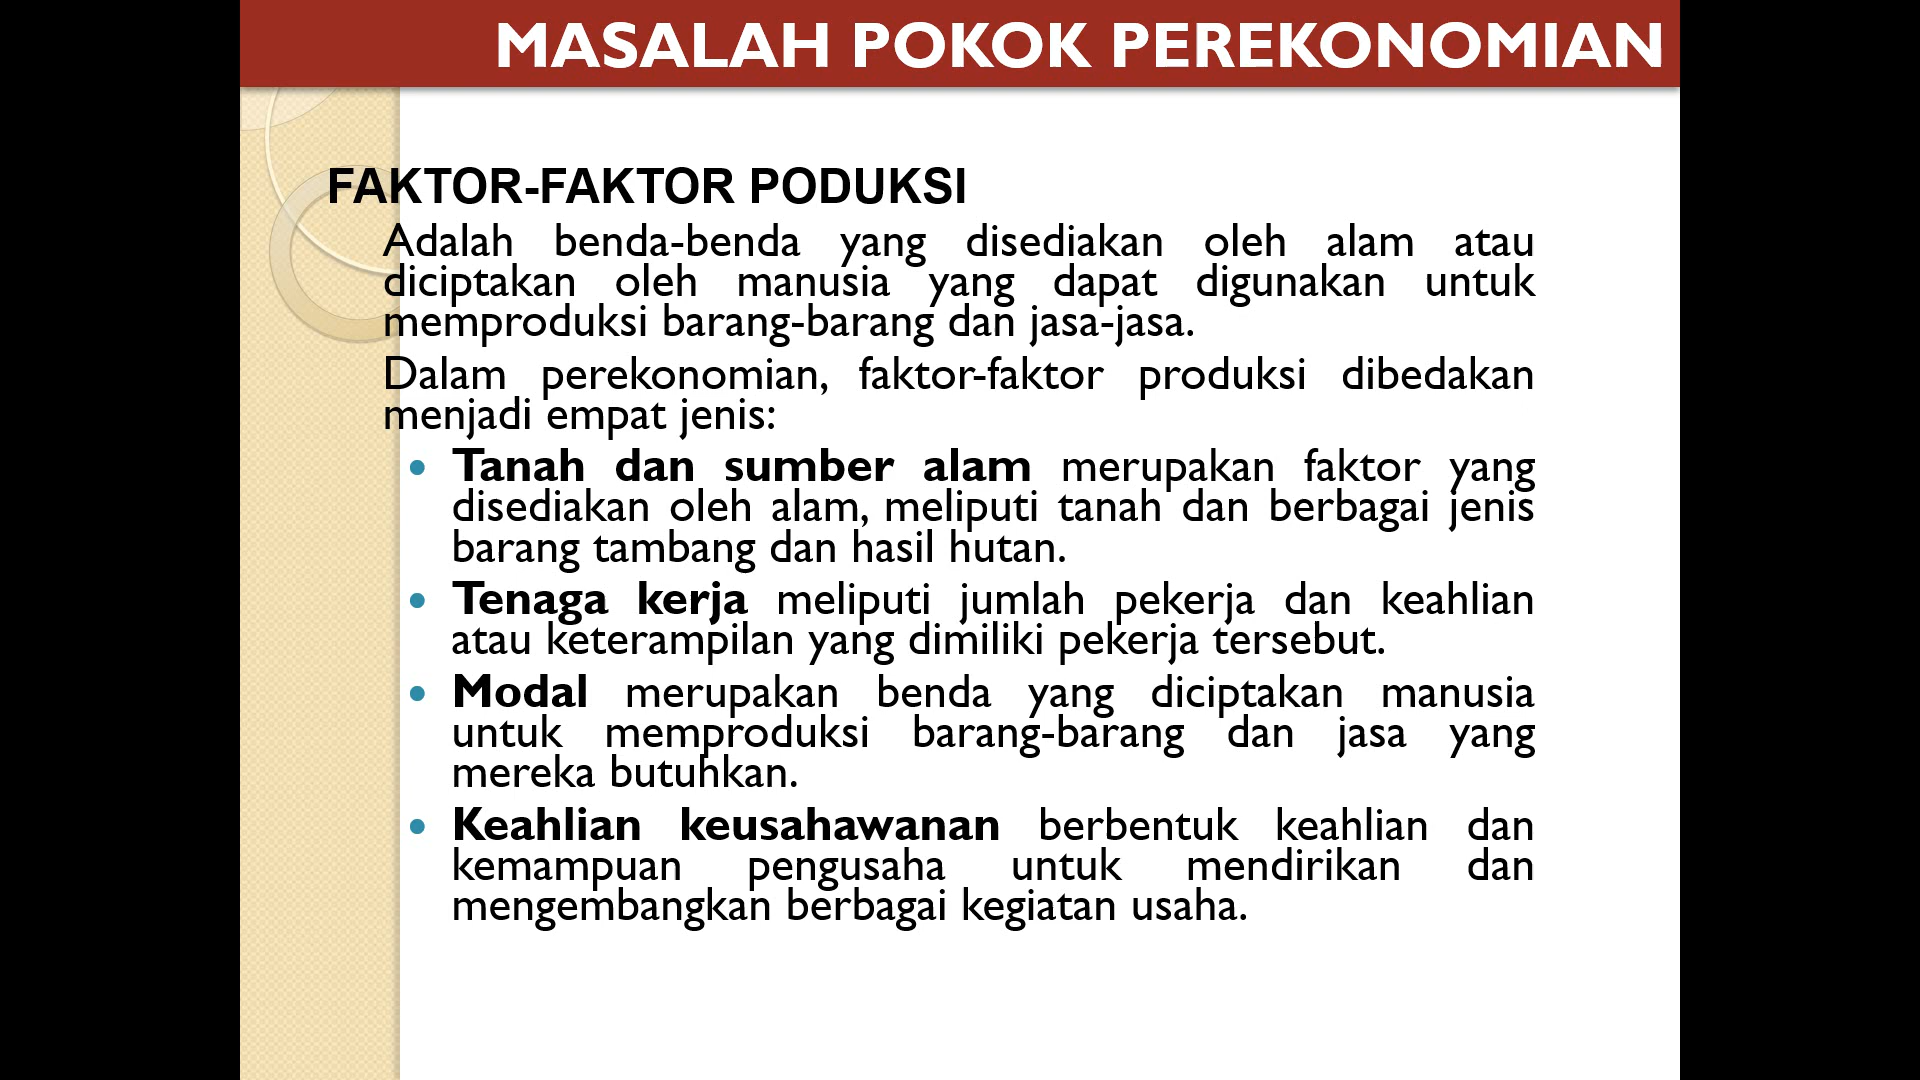 MASALAH POKOK PEREKONOMIAN
FAKTOR-FAKTOR PODUKSI
Adalah benda-benda yang disediakan oleh alam atau
diciptakan oleh manusia yang dapat digunakan untuk
memproduksi barang-barang dan jasa-jasa.
Dalam perekonomian, faktor-faktor produksi dibedakan
menjadi empat jenis:
• Tanah dan sumber alam merupakan faktor yang
disediakan oleh alam, meliputi tanah dan berbagai jenis
barang tambang dan hasil hutan.
• Tenaga kerja meliputi jumlah pekerja dan keahlian
atau keterampilan yang dimiliki pekerja tersebut.
• Modal merupakan benda yang diciptakan manusia
untuk memproduksi barang-barang dan jasa yang
mereka butuhkan.
• Keahlian keusahawanan berbentuk keahlian dan
kemampuan pengusaha untuk mendirikan dan
mengembangkan berbagai kegiatan usaha.